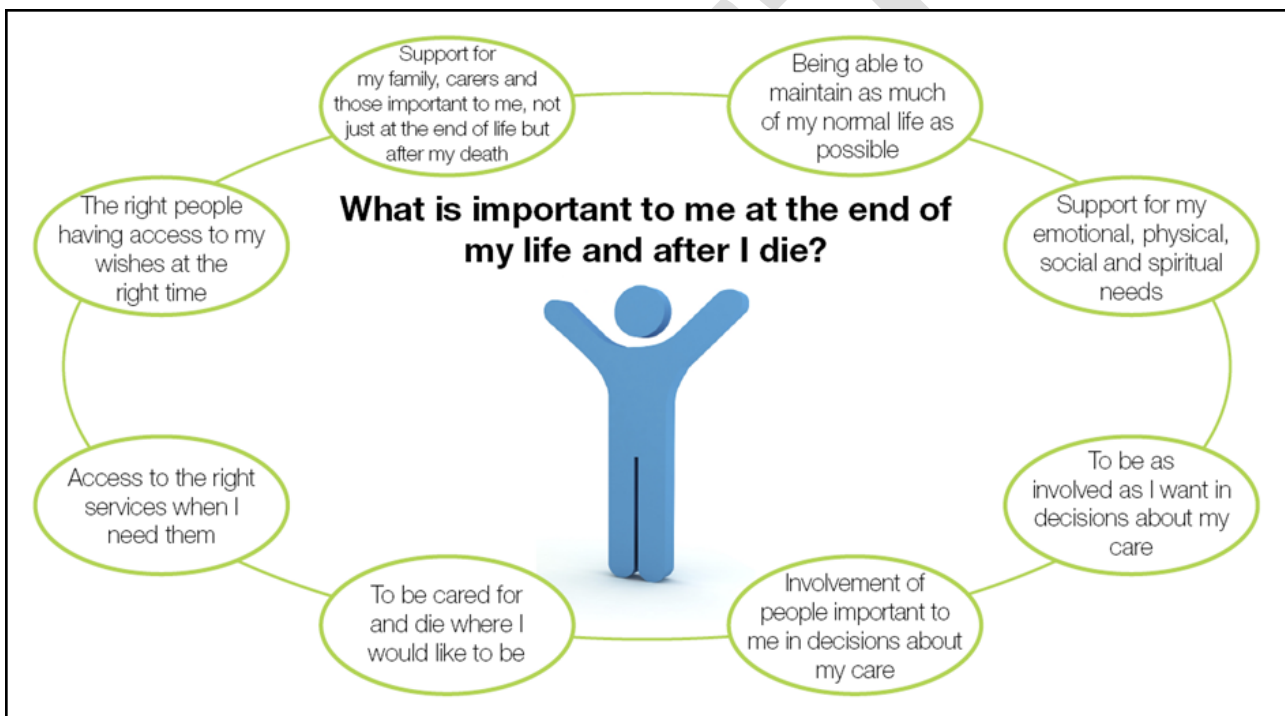 What is important to me at the end of
my life and after I die?
Support for
my family, carers and
those important to me, not
just at the end of life but
after my death
Being able to
maintain as much
of my normal life as
possible
Support for my
emotional, physical,
social and spiritual
needs
To be as
involved as I want in
decisions about my
care
Involvement of
people important to
me in decisions about
my care
To be cared for
and die where I
would like to be
Access to the right
services when I
need them
The right people
having access to my
wishes at the
right time